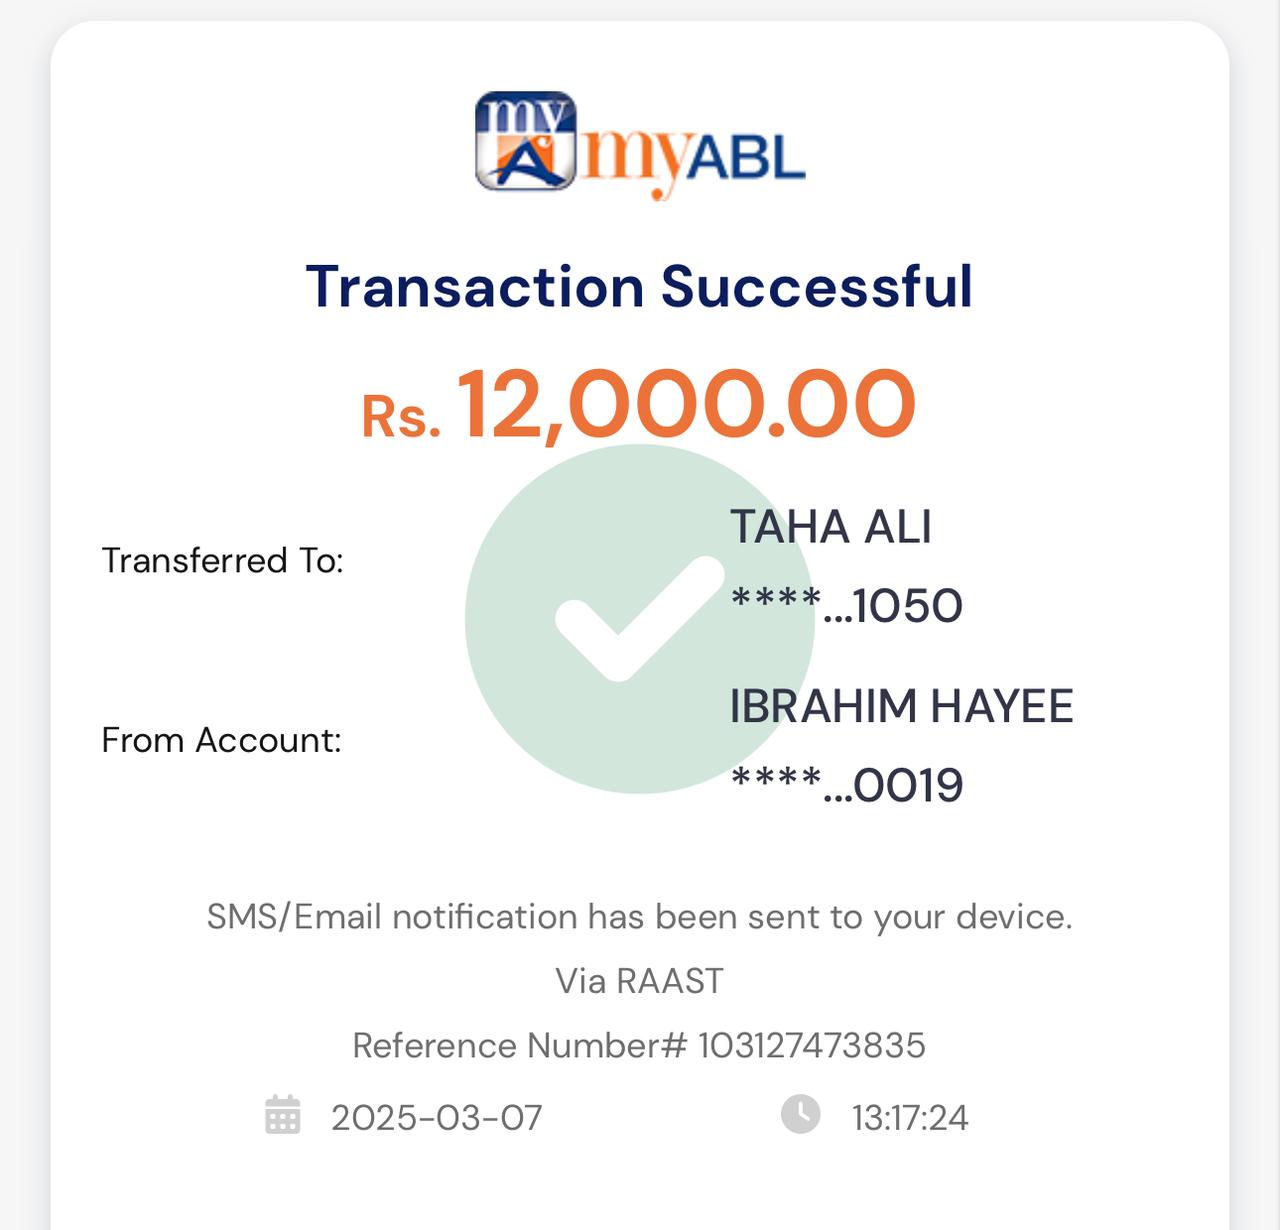 my
A myABL
Transaction Successful
Rs. 12,000.00
Transferred To:
TAHA ALI
****...1050
From Account:
IBRAHIM HAYEE
****...0019
SMS/Email notification has been sent to your device.
Via RAAST
Reference Number# 103127473835
2025-03-07 13:17:24